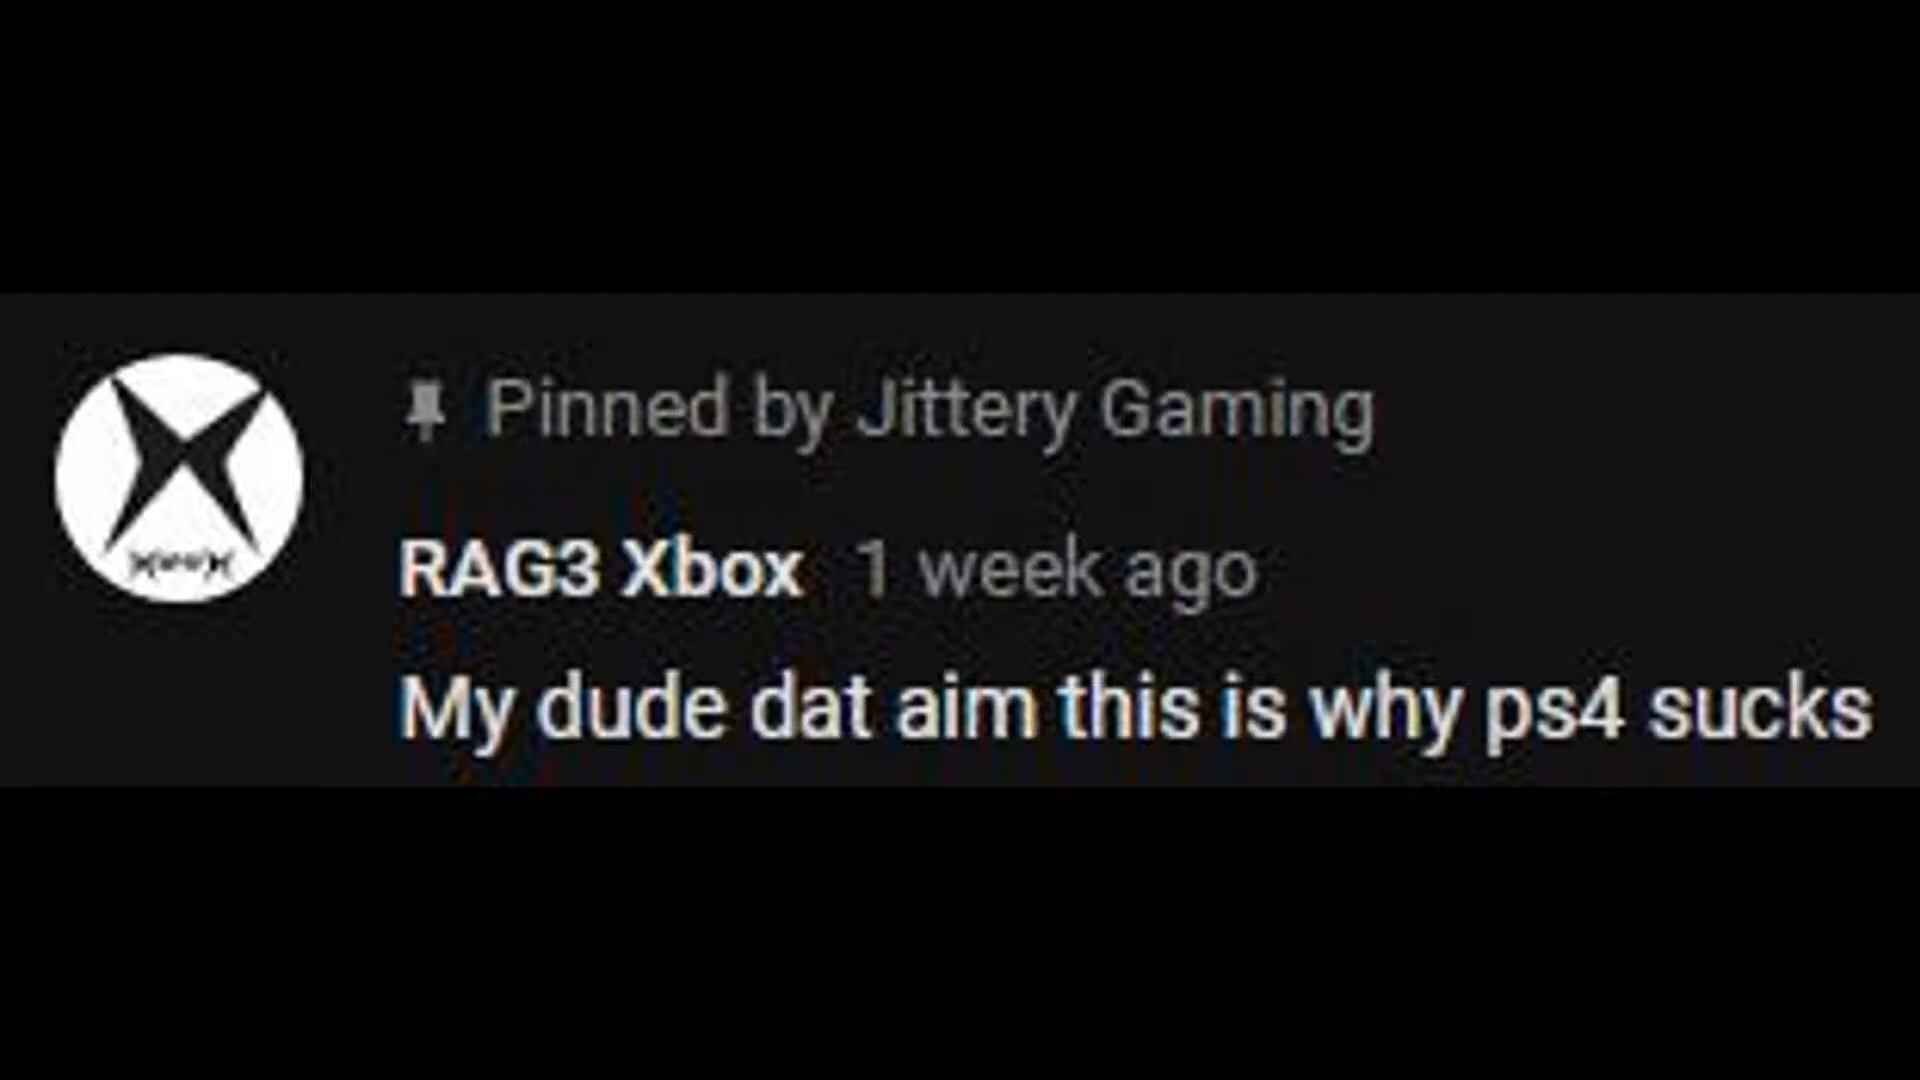 Pinned by Jittery Gaming
RAG3 Xbox 1 week ago
My dude dat aim this is why ps4 sucks